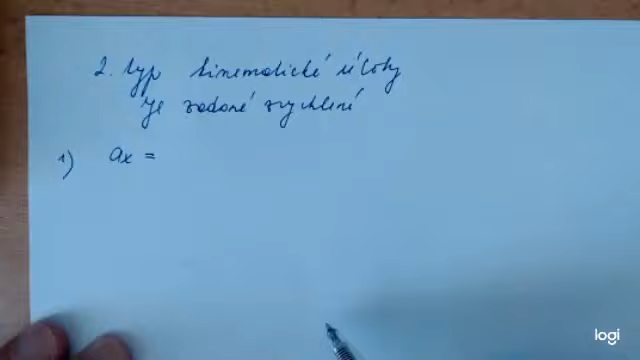 2. typ kinematické úlohy
je zadané zrychlení
1) ax =
logi